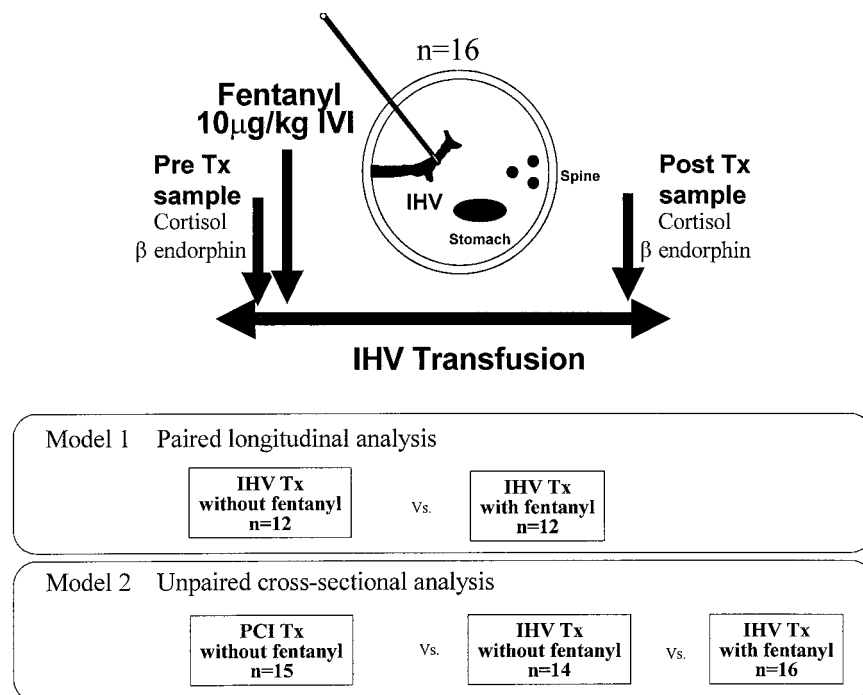 n=16
Fentanyl
10µg/kg IVI
Pre Tx
sample
Cortisol
β endorphin
IHV
Stomach
Spine
Post Tx
sample
Cortisol
β endorphin
IHV Transfusion
Model 1 Paired longitudinal analysis
IHV Tx
without fentanyl
n=12
Vs.
IHV Tx
with fentanyl
n=12
Model 2 Unpaired cross-sectional analysis
PCI Tx
without fentanyl
n=15
Vs.
IHV Tx
without fentanyl
n=14
Vs.
IHV Tx
with fentanyl
n=16